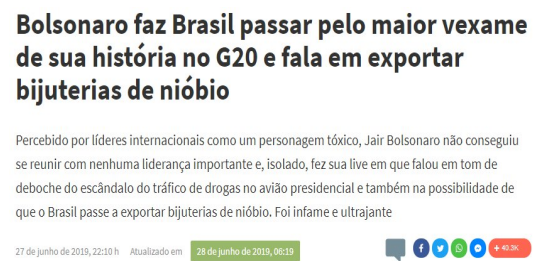 Bolsonaro faz Brasil passar pelo maior vexame
de sua história no G20 e fala em exportar
bijuterias de nióbio
Percebido por líderes internacionais como um personagem tóxico, Jair Bolsonaro não conseguiu
se reunir com nenhuma liderança importante e, isolado, fez sua live em que falou em tom de
deboche do escândalo do tráfico de drogas no avião presidencial e também na possibilidade de
que o Brasil passe a exportar bijuterias de nióbio. Foi infame e ultrajante
27 de junho de 2019, 22:10 h Atualizado em 28 de junho de 2019, 06:19 + 40.3K